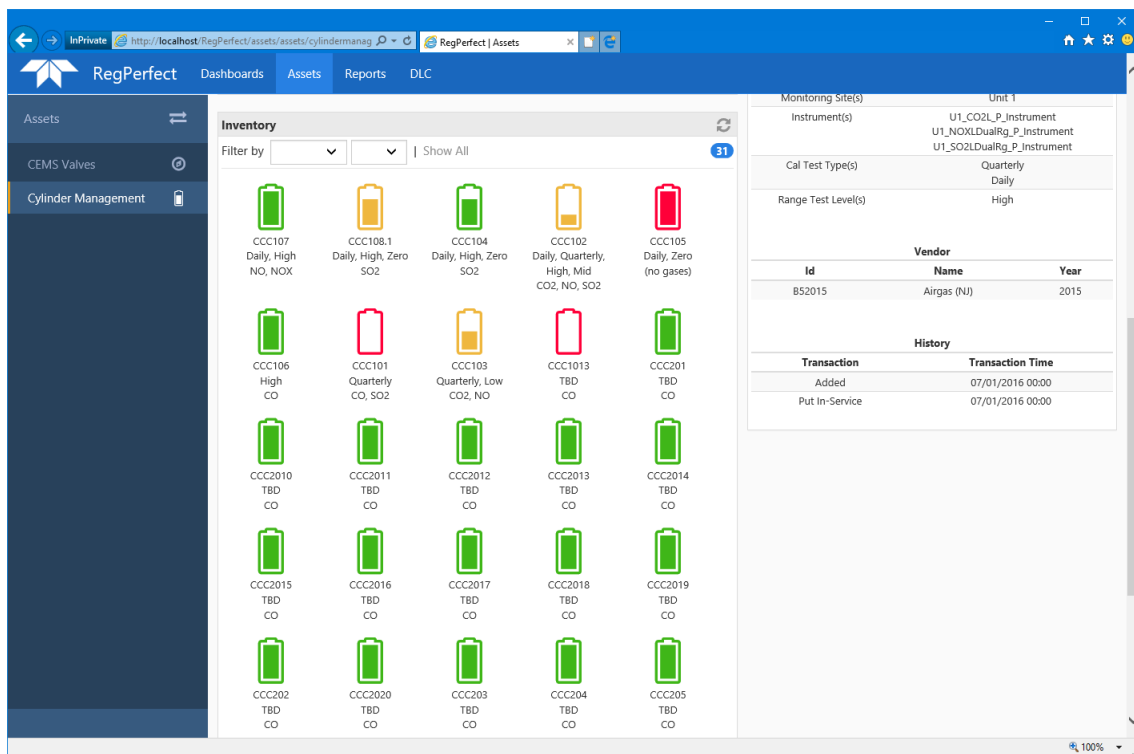 InPrivate http://localhost/RegPerfect/assets/assets/cylindermanag RegPerfect | Assets
RegPerfect Dashboards Assets Reports DLC
Assets
CEMS Valves
Cylinder Management
Inventory
Filter by | Show All 31
CCC107 CCC108.1 CCC104 CCC102 CCC105
Daily, High Daily, High, Zero Daily, High, Zero Daily, Quarterly, Daily, Zero
NO, NOX SO2 SO2 High, Mid (no gases)
CO2, NO, SO2
CCC106 CCC101 CCC103 CCC1013 CCC201
High Quarterly Quarterly, Low TBD TBD
CO CO, SO2 CO2, NO CO CO
CCC2010 CCC2011 CCC2012 CCC2013 CCC2014
TBD TBD TBD TBD TBD
CO CO CO CO CO
CCC2015 CCC2016 CCC2017 CCC2018 CCC2019
TBD TBD TBD TBD TBD
CO CO CO CO CO
CCC202 CCC2020 CCC203 CCC204 CCC205
TBD TBD TBD TBD TBD
CO CO CO CO CO
Monitoring Site(s) Unit 1
Instrument(s) U1_CO2L_P_Instrument
U1_NOXLDualRg_P_Instrument
U1_SO2LDualRg_P_Instrument
Cal Test Type(s) Quarterly
Daily
Range Test Level(s) High
Vendor
Id Name Year
B52015 Airgas (NJ) 2015
History
Transaction Transaction Time
Added 07/01/2016 00:00
Put In-Service 07/01/2016 00:00
100%